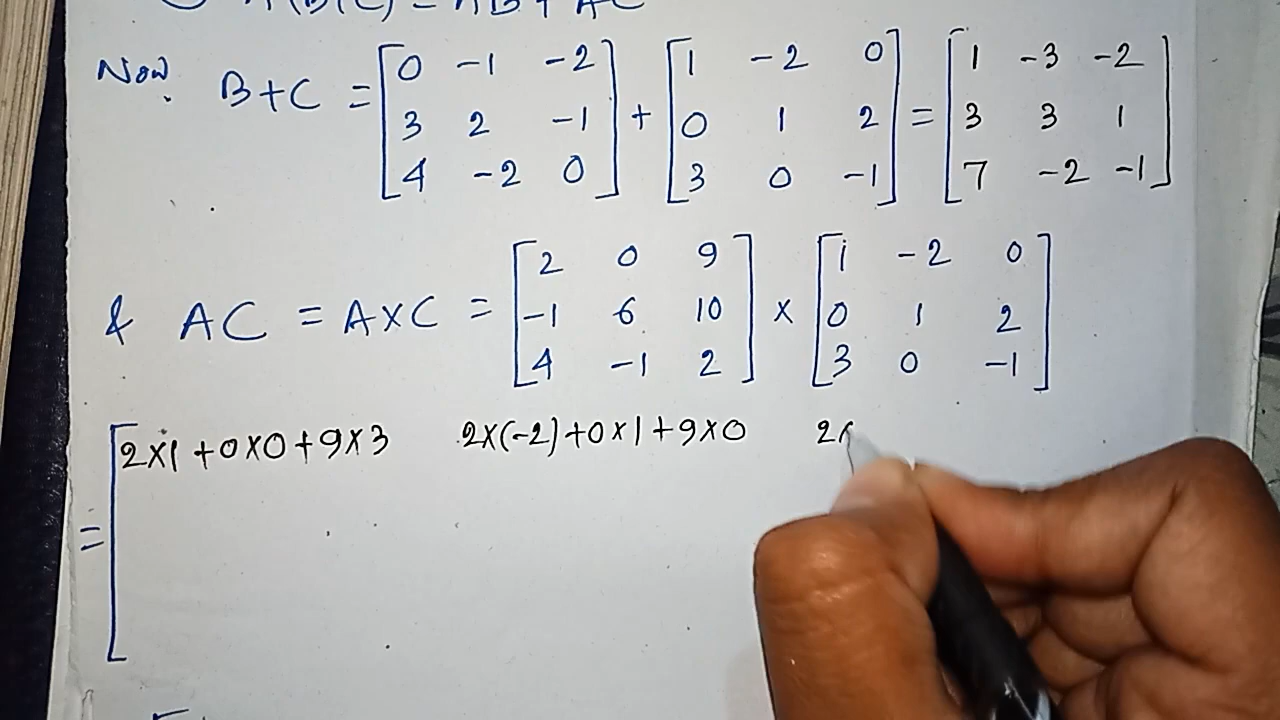 A(B+C) = AB + AC
Now. B+C = [0 -1 -2] + [1 -2 0] = [1 -3 -2]
[3 2 -1] [0 1 2] [3 3 1]
[4 -2 0] [3 0 -1] [7 -2 -1]
& AC = A×C = [2 0 9] × [1 -2 0]
[-1 6 10] [0 1 2]
[4 -1 2] [3 0 -1]
= [2×1+0×0+9×3 2×(-2)+0×1+9×0 2×